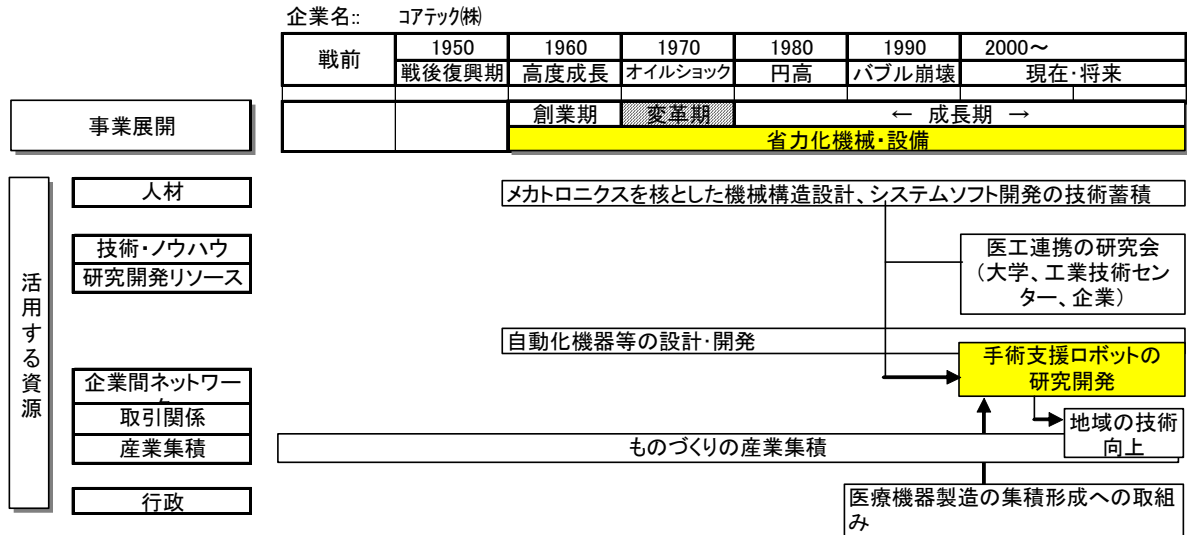 企業名:: コアテック㈱
戦前 1950 1960 1970 1980 1990 2000~
戦後復興期 高度成長 オイルショック 円高 バブル崩壊 現在・将来
事業展開
創業期 変革期 ← 成長期 →
省力化機械・設備
活用する資源
人材
メカトロニクスを核とした機械構造設計、システムソフト開発の技術蓄積
技術・ノウハウ
研究開発リソース
医工連携の研究会
(大学、工業技術セン
ター、企業)
自動化機器等の設計・開発
手術支援ロボットの
研究開発
企業間ネットワー
取引関係
産業集積
地域の技術
向上
ものづくりの産業集積
行政
医療機器製造の集積形成への取組
み